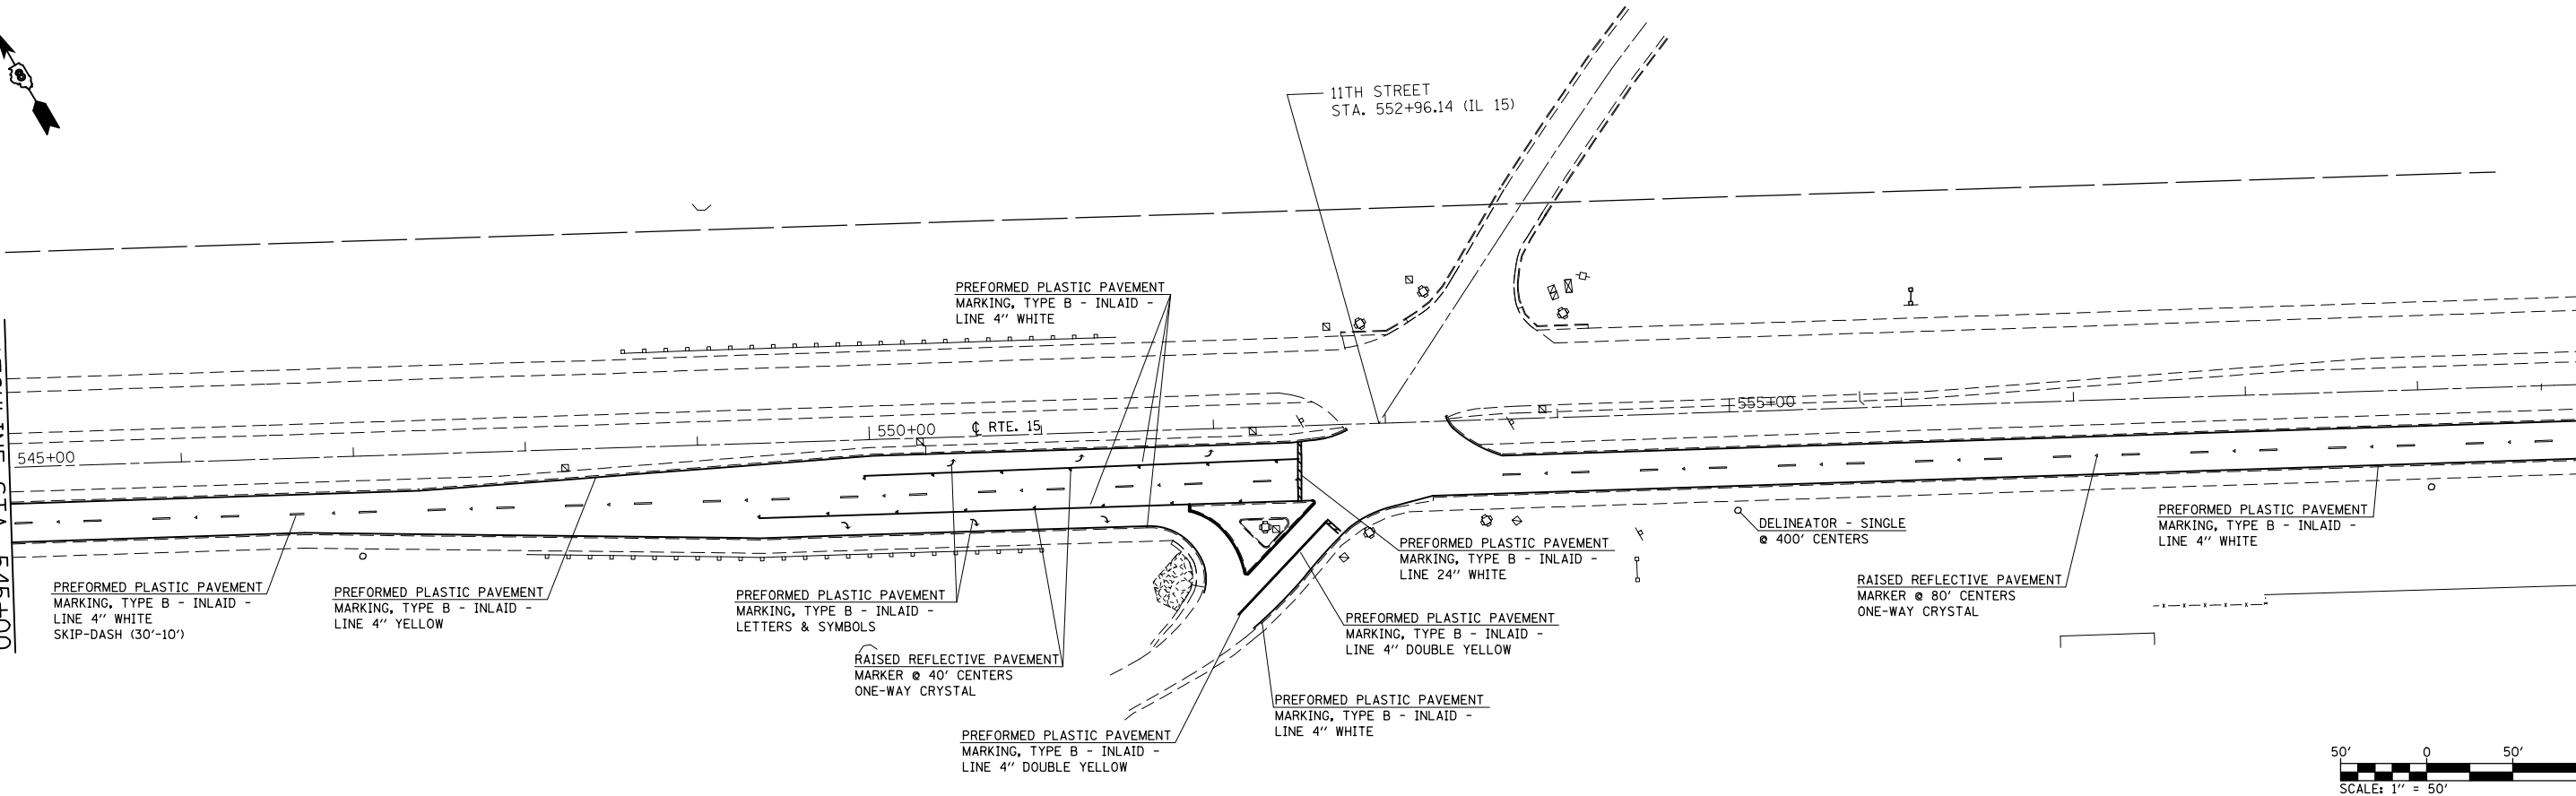 11TH STREET
STA. 552+96.14 (IL 15)
PREFORMED PLASTIC PAVEMENT
MARKING, TYPE B - INLAID -
LINE 4" WHITE
545+00
550+00
℄ RTE. 15
555+00
PREFORMED PLASTIC PAVEMENT
MARKING, TYPE B - INLAID -
LINE 4" WHITE
SKIP-DASH (30'-10')
PREFORMED PLASTIC PAVEMENT
MARKING, TYPE B - INLAID -
LINE 4" YELLOW
PREFORMED PLASTIC PAVEMENT
MARKING, TYPE B - INLAID -
LETTERS & SYMBOLS
RAISED REFLECTIVE PAVEMENT
MARKER @ 40' CENTERS
ONE-WAY CRYSTAL
PREFORMED PLASTIC PAVEMENT
MARKING, TYPE B - INLAID -
LINE 4" DOUBLE YELLOW
PREFORMED PLASTIC PAVEMENT
MARKING, TYPE B - INLAID -
LINE 4" WHITE
PREFORMED PLASTIC PAVEMENT
MARKING, TYPE B - INLAID -
LINE 4" DOUBLE YELLOW
PREFORMED PLASTIC PAVEMENT
MARKING, TYPE B - INLAID -
LINE 24" WHITE
DELINEATOR - SINGLE
@ 400' CENTERS
RAISED REFLECTIVE PAVEMENT
MARKER @ 80' CENTERS
ONE-WAY CRYSTAL
PREFORMED PLASTIC PAVEMENT
MARKING, TYPE B - INLAID -
LINE 4" WHITE
50' 0 50'
SCALE: 1" = 50'
8